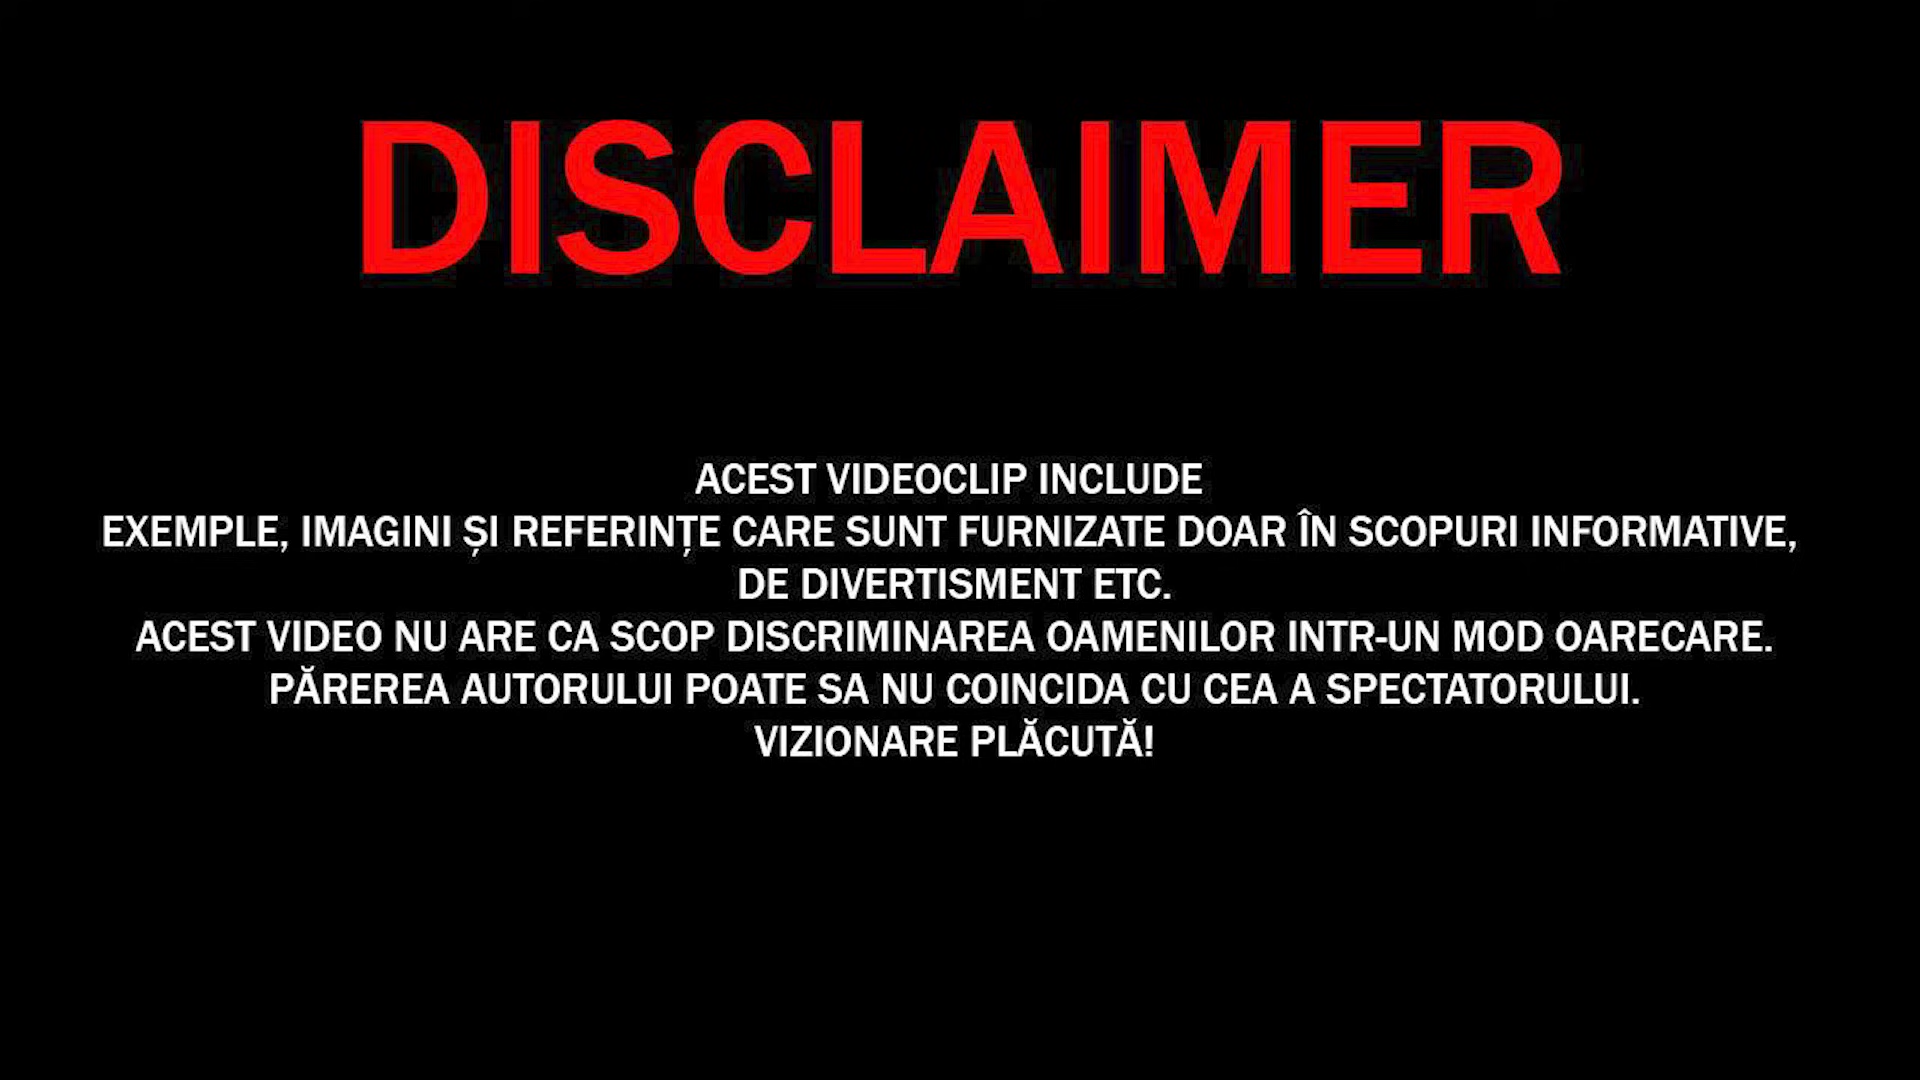 DISCLAIMER
ACEST VIDEOCLIP INCLUDE
EXEMPLE, IMAGINI ȘI REFERINȚE CARE SUNT FURNIZATE DOAR ÎN SCOPURI INFORMATIVE,
DE DIVERTISMENT ETC.
ACEST VIDEO NU ARE CA SCOP DISCRIMINAREA OAMENILOR INTR-UN MOD OARECARE.
PĂREREA AUTORULUI POATE SA NU COINCIDA CU CEA A SPECTATORULUI.
VIZIONARE PLĂCUTĂ!